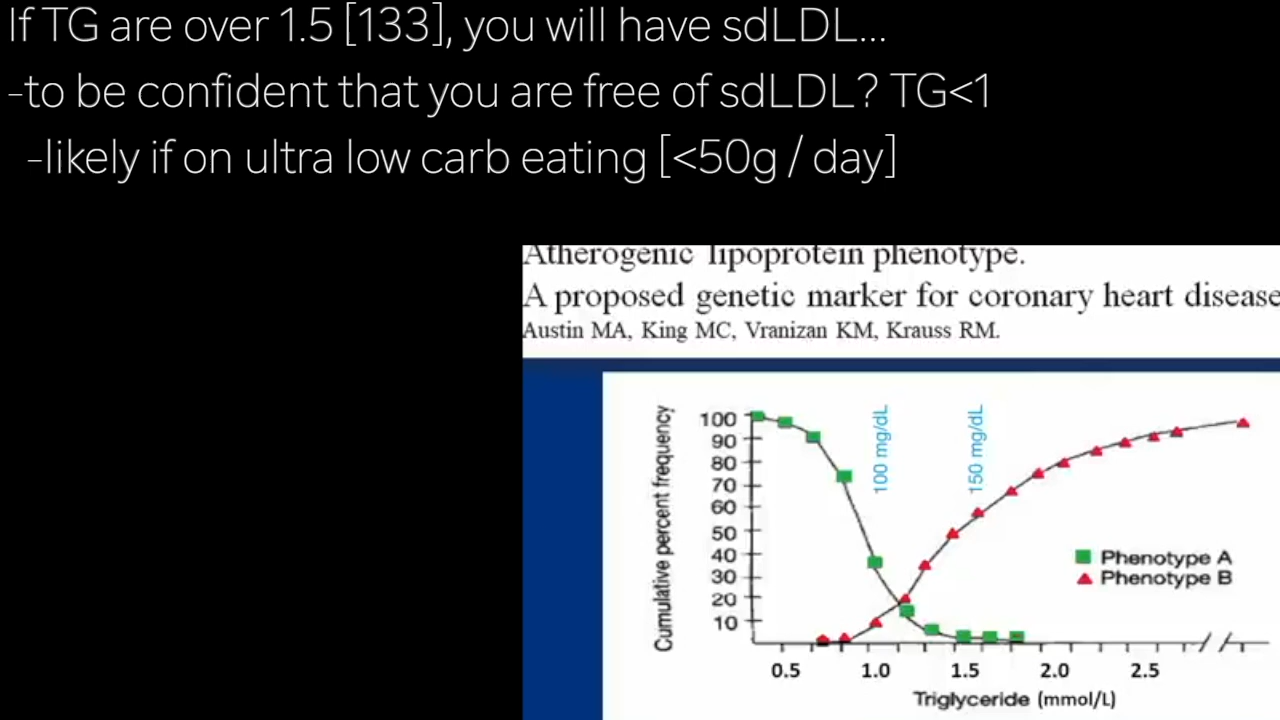 If TG are over 1.5 [133], you will have sdLDL...
-to be confident that you are free of sdLDL? TG<1
-likely if on ultra low carb eating [<50g / day]
Atherogenic lipoprotein phenotype.
A proposed genetic marker for coronary heart disease
Austin MA, King MC, Vranizan KM, Krauss RM.
Cumulative percent frequency
100
90
80
70
60
50
40
30
20
10
100 mg/dL
150 mg/dL
Phenotype A
Phenotype B
0.5 1.0 1.5 2.0 2.5
Triglyceride (mmol/L)